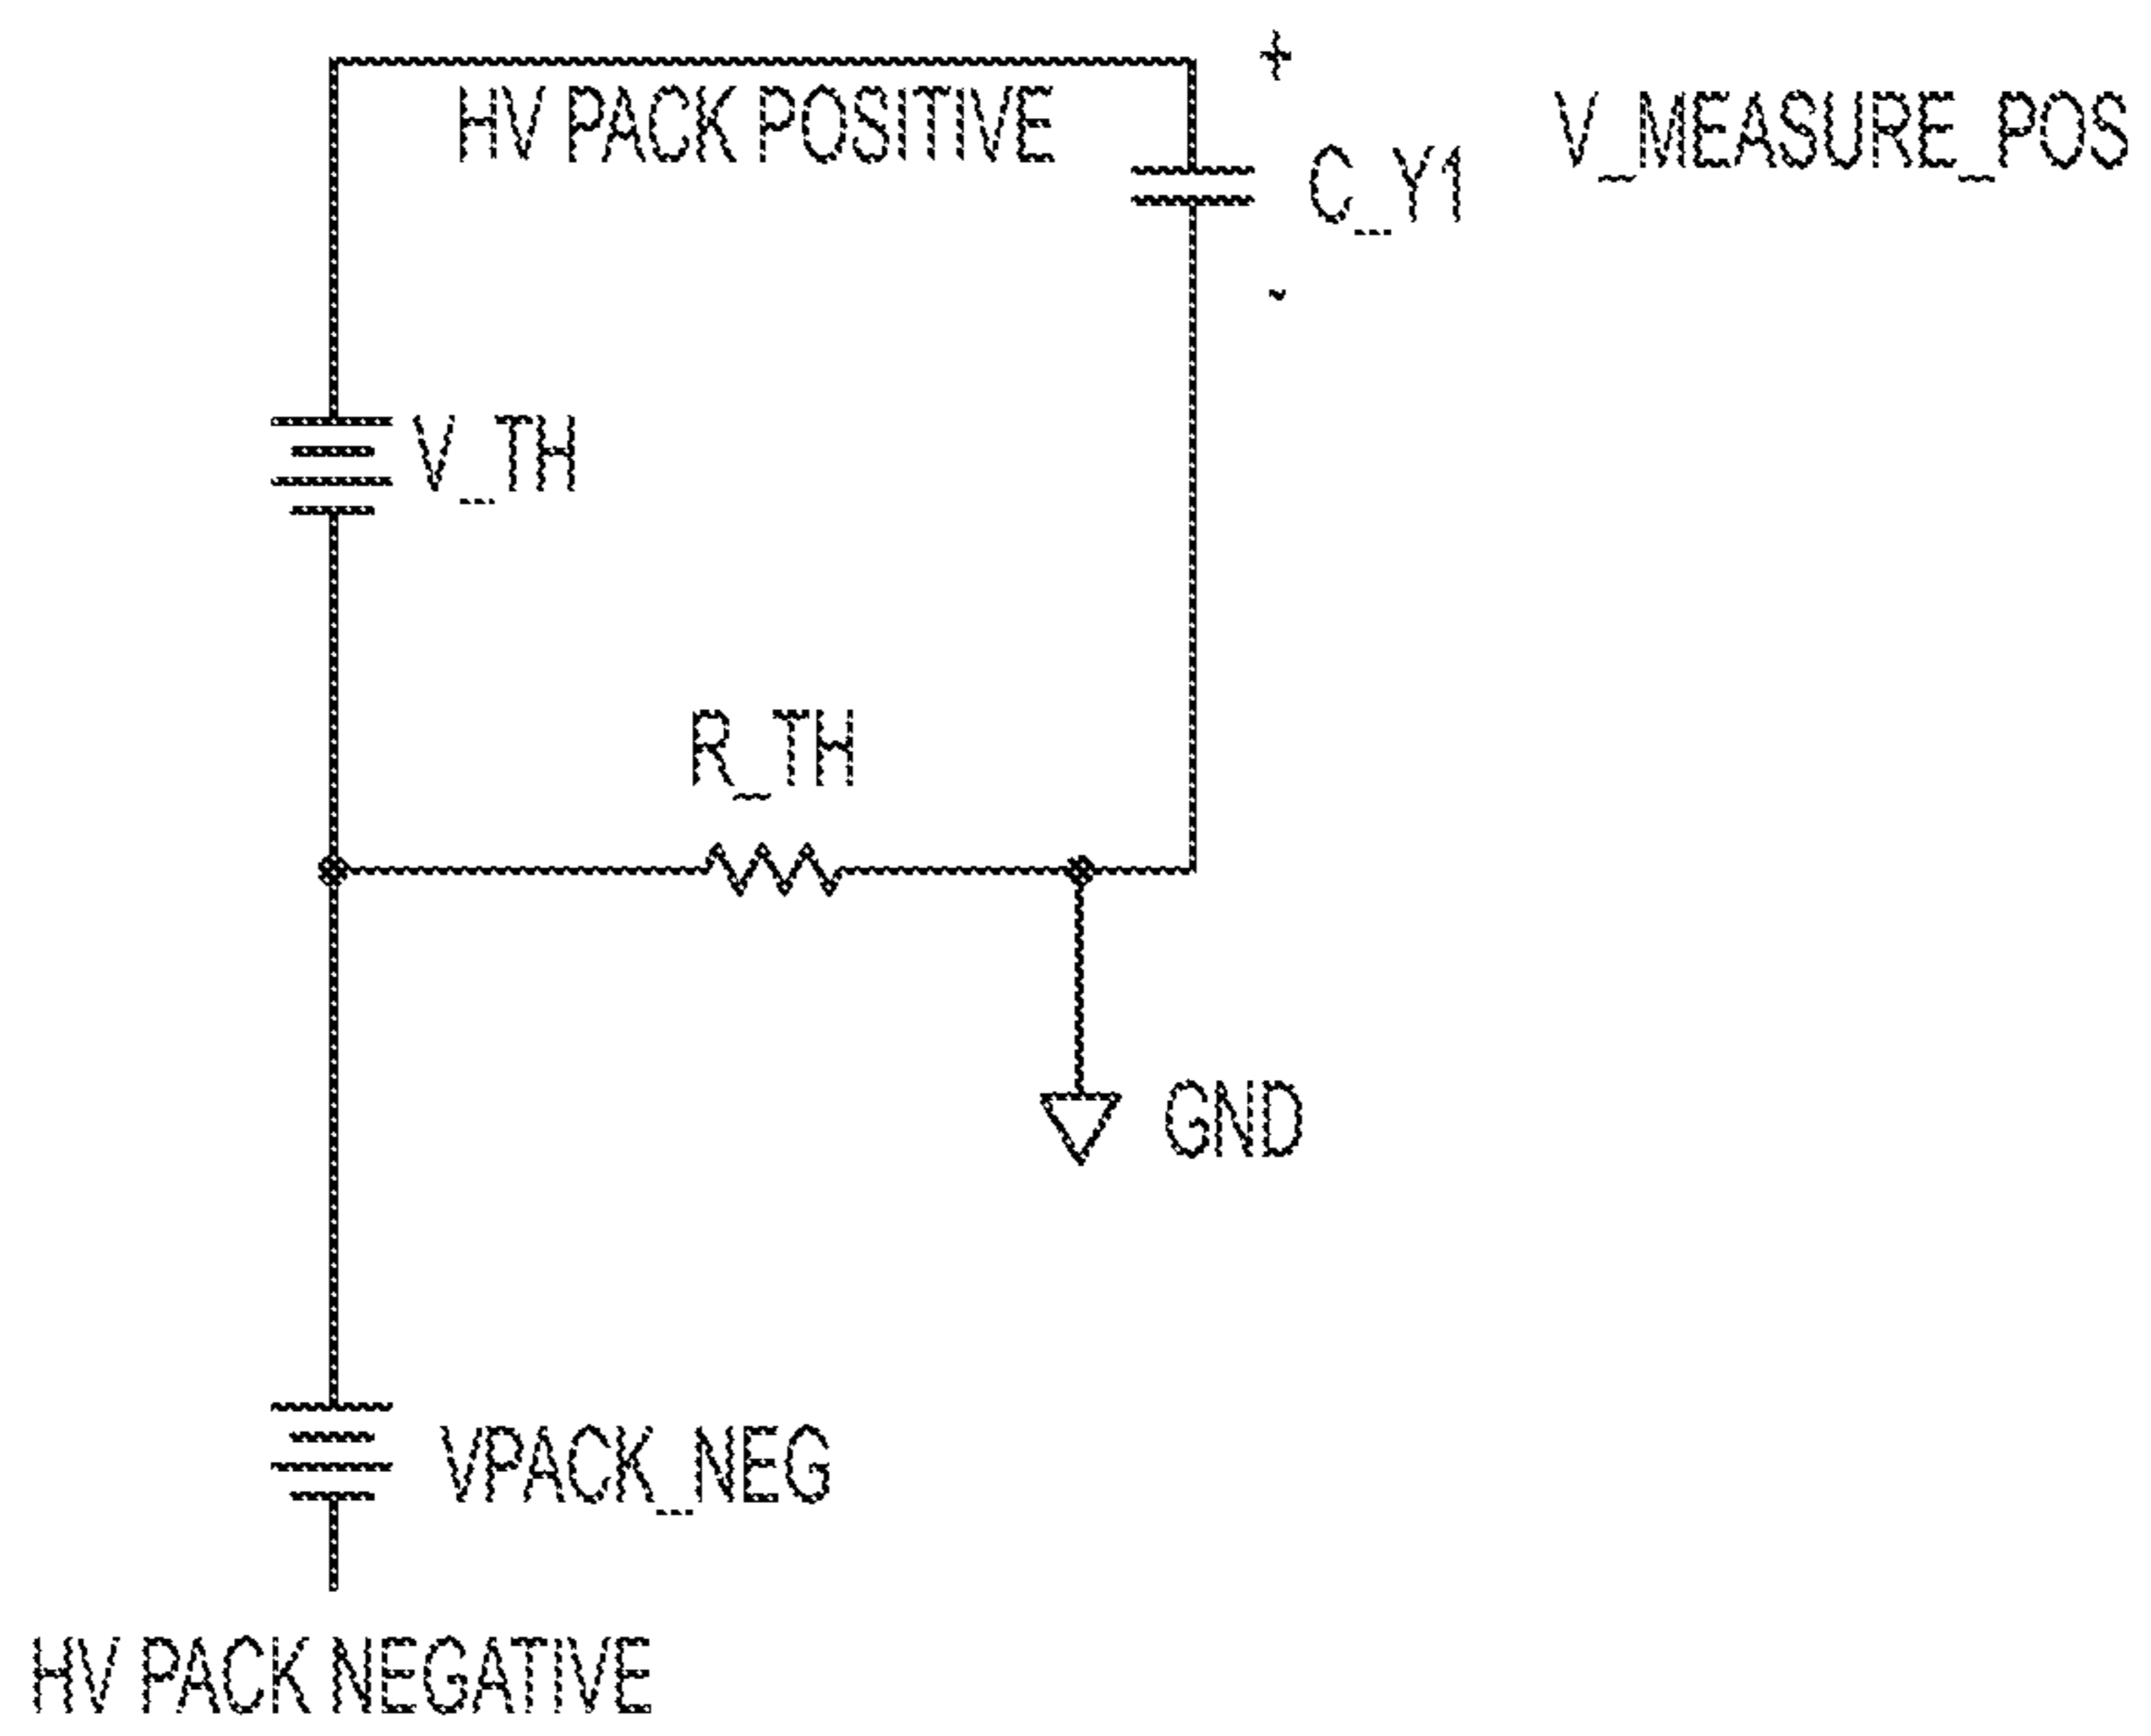 +
HV PACK POSITIVE
V_MEASURE_POS
C_Y1
-
V_TH
R_TH
GND
VPACK_NEG
HV PACK NEGATIVE